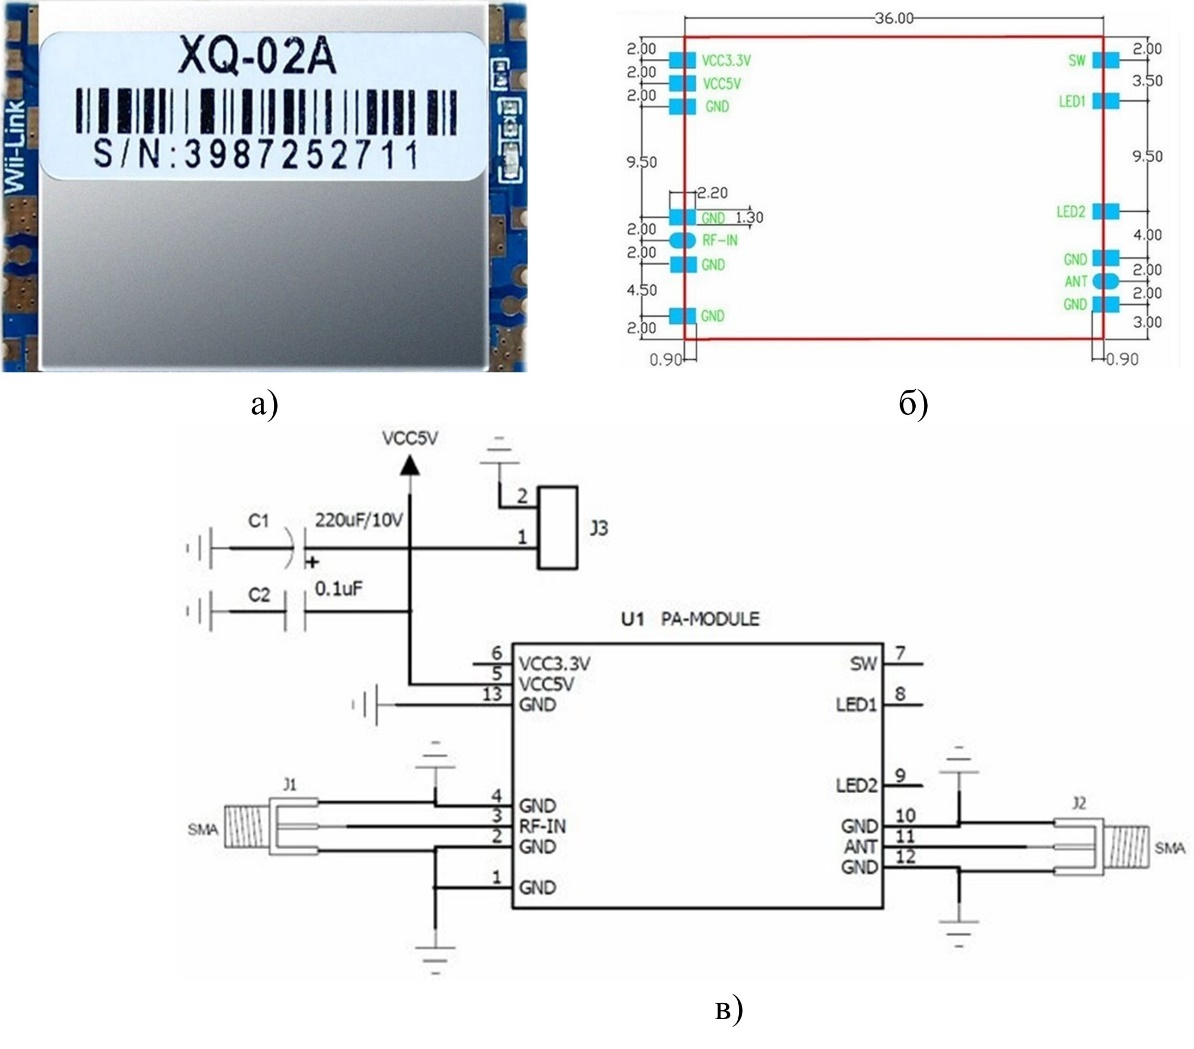 XQ-02A
Wii-Link
S/N:3987252711
а)
36.00
2.00
2.00
2.00
9.50
2.00
2.00
4.50
2.00
0.90
VCC3.3V
VCC5V
GND
2.20
GND 1.30
RF-IN
GND
GND
SW
LED1
LED2
GND
ANT
GND
2.00
3.50
9.50
4.00
2.00
2.00
3.00
0.90
б)
VCC5V
C1
220uF/10V
+
C2
0.1uF
2
1
J3
U1 PA-MODULE
6
VCC3.3V
5
VCC5V
13
GND
4
GND
3
RF-IN
2
GND
1
GND
SW
7
LED1
8
LED2
9
GND
10
ANT
11
GND
12
J1
SMA
J2
SMA
в)